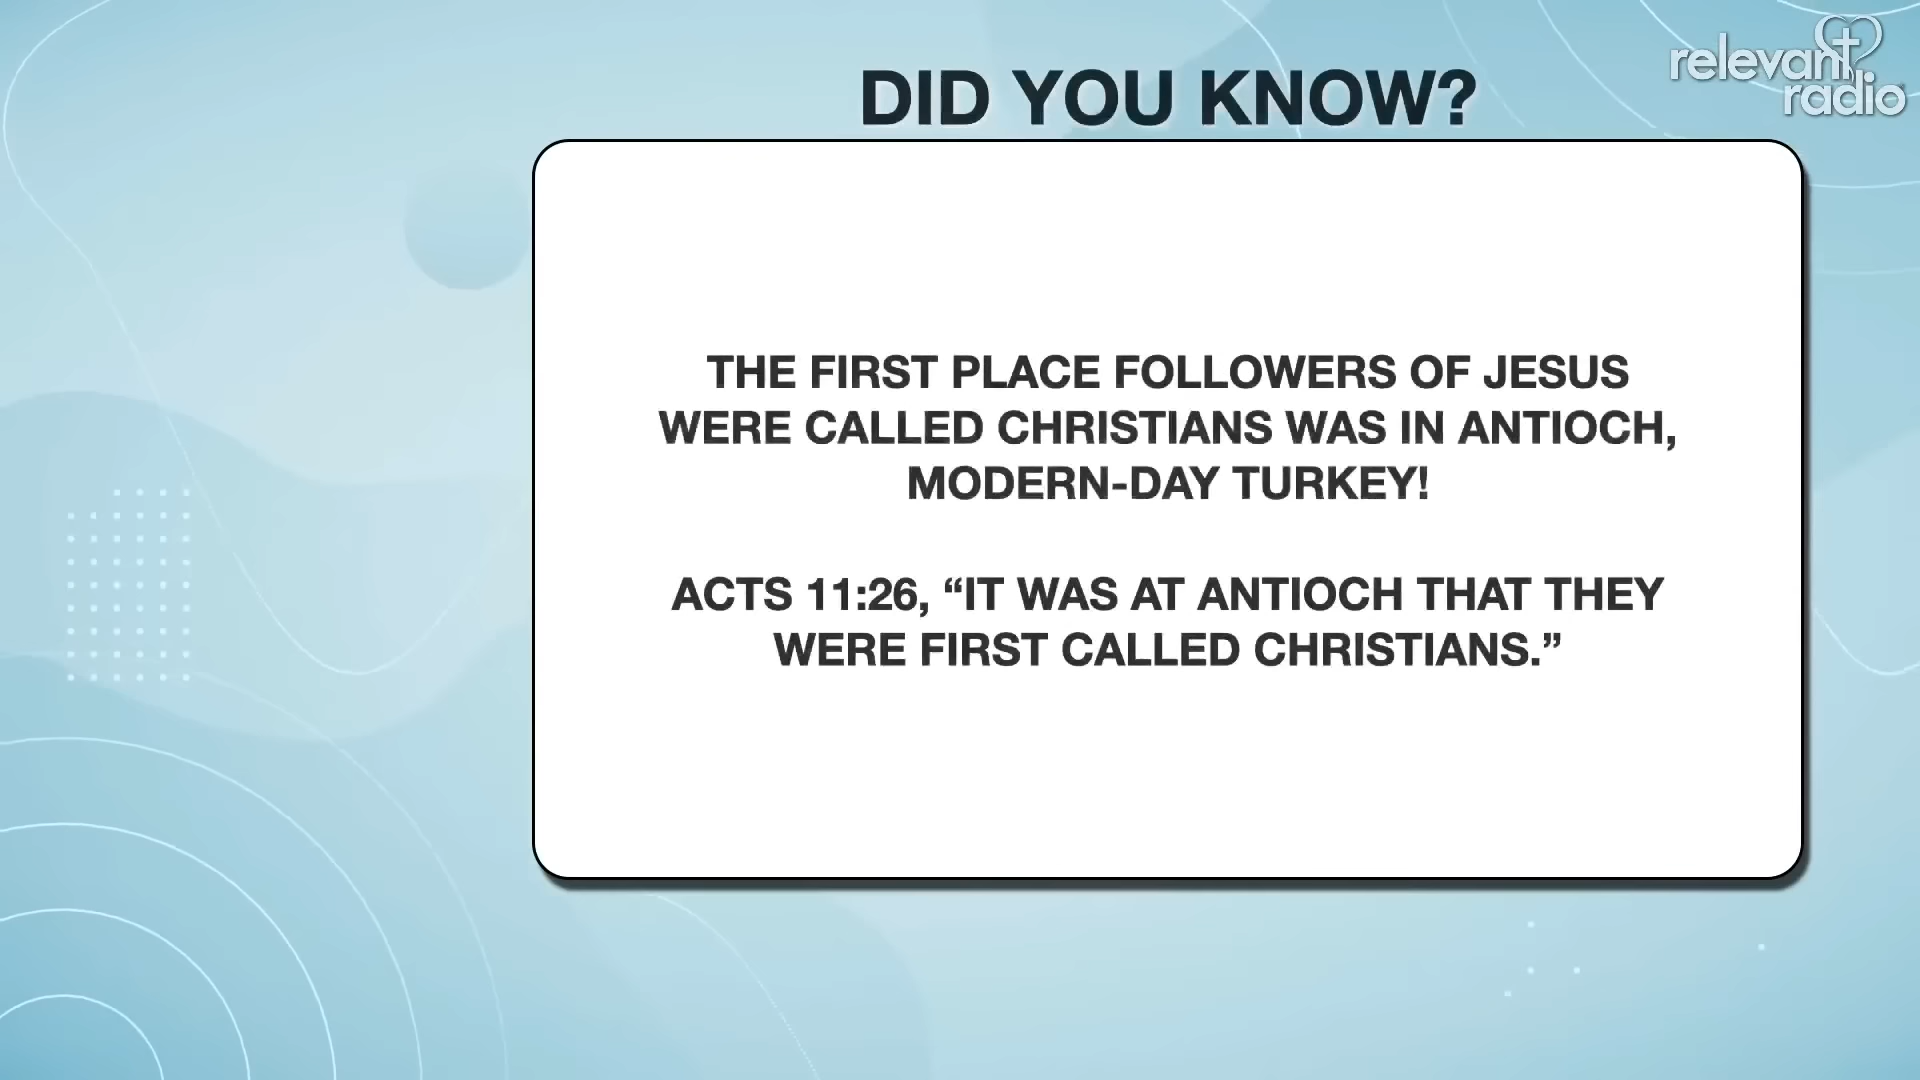 relevant
radio
DID YOU KNOW?
THE FIRST PLACE FOLLOWERS OF JESUS
WERE CALLED CHRISTIANS WAS IN ANTIOCH,
MODERN-DAY TURKEY!
ACTS 11:26, “IT WAS AT ANTIOCH THAT THEY
WERE FIRST CALLED CHRISTIANS.”